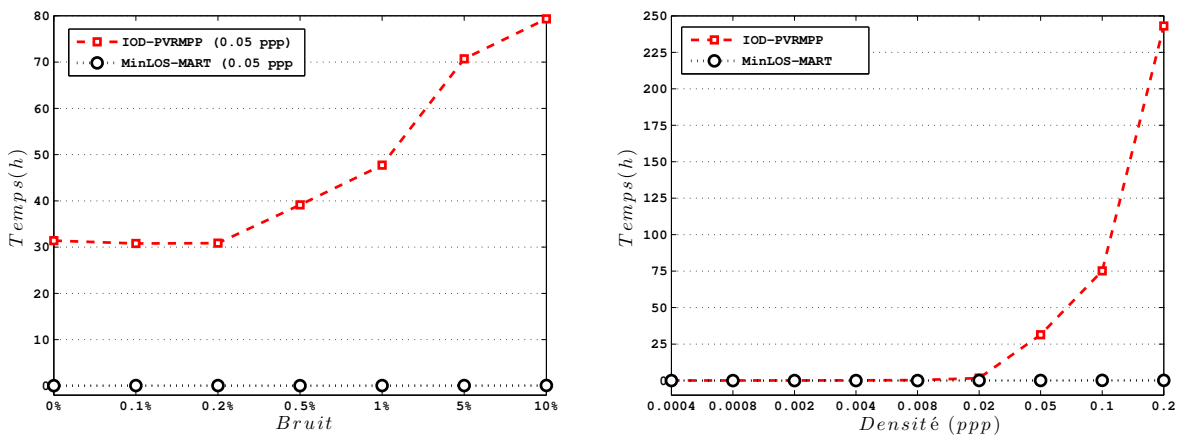 80
70
60
50
40
30
20
10
0
Temps(h)
IOD-PVRMPP (0.05 ppp)
MinLOS-MART (0.05 ppp
0% 0.1% 0.2% 0.5% 1% 5% 10%
Bruit
250
225
200
175
150
125
100
75
50
25
0
Temps(h)
IOD-PVRMPP
MinLOS-MART
0.0004 0.0008 0.002 0.004 0.008 0.02 0.05 0.1 0.2
Densité (ppp)